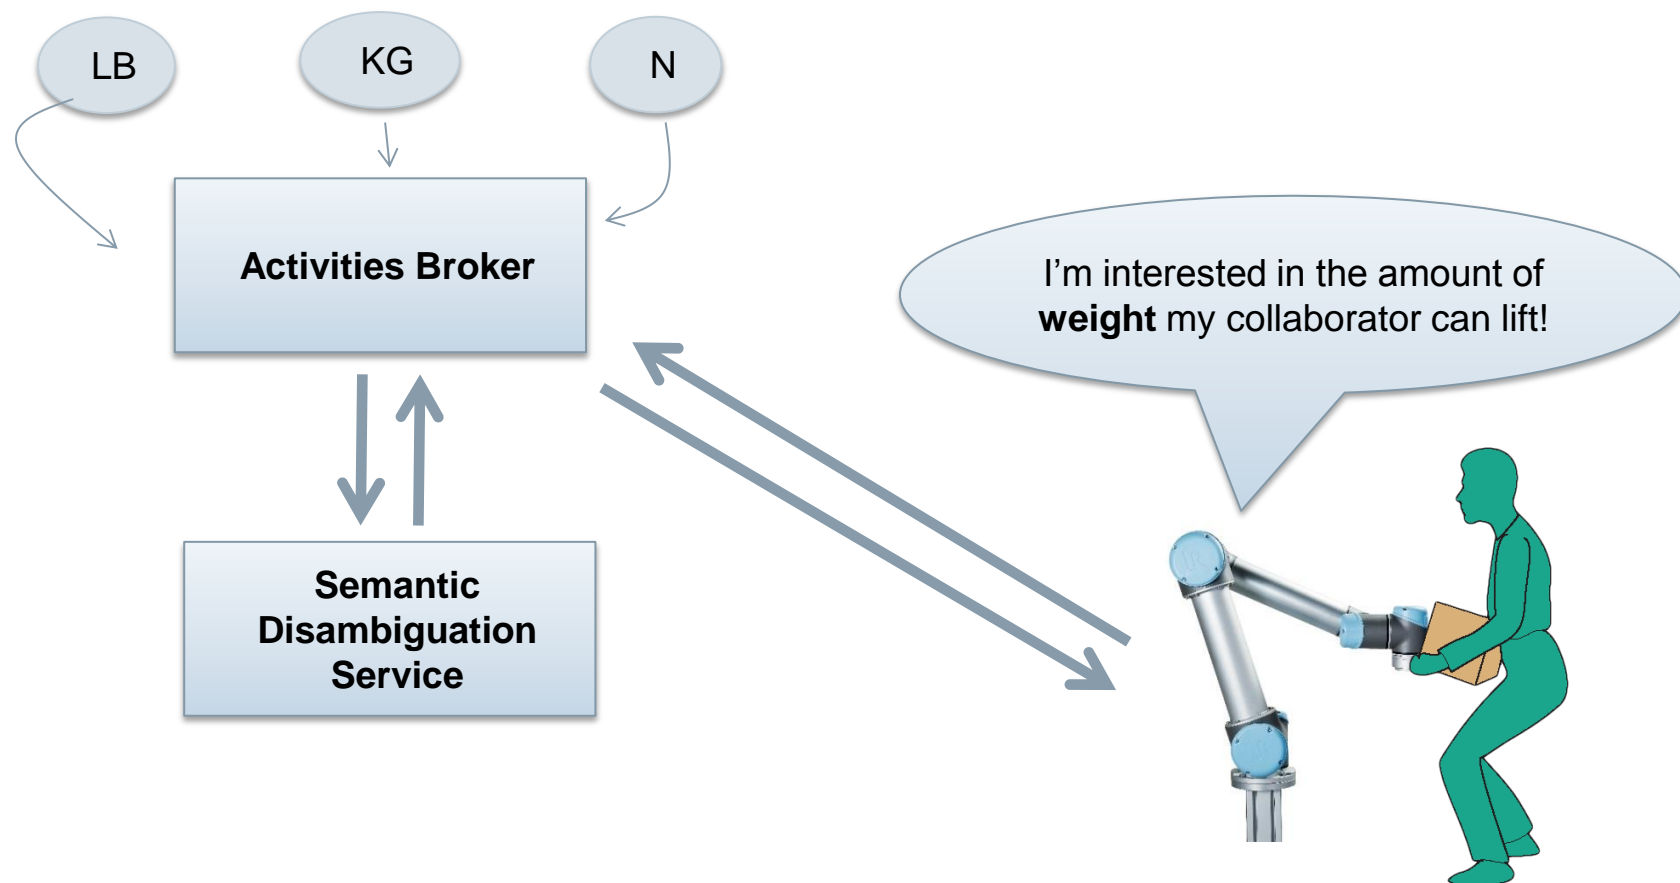 LB
KG
N
Activities Broker
I'm interested in the amount of
weight my collaborator can lift!
Semantic
Disambiguation
Service